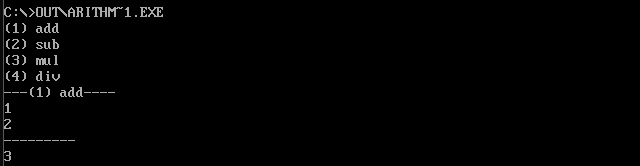 C:\>OUT\ARITHM~1.EXE
(1) add
(2) sub
(3) mul
(4) div
---(1) add----
1
2
---------
3